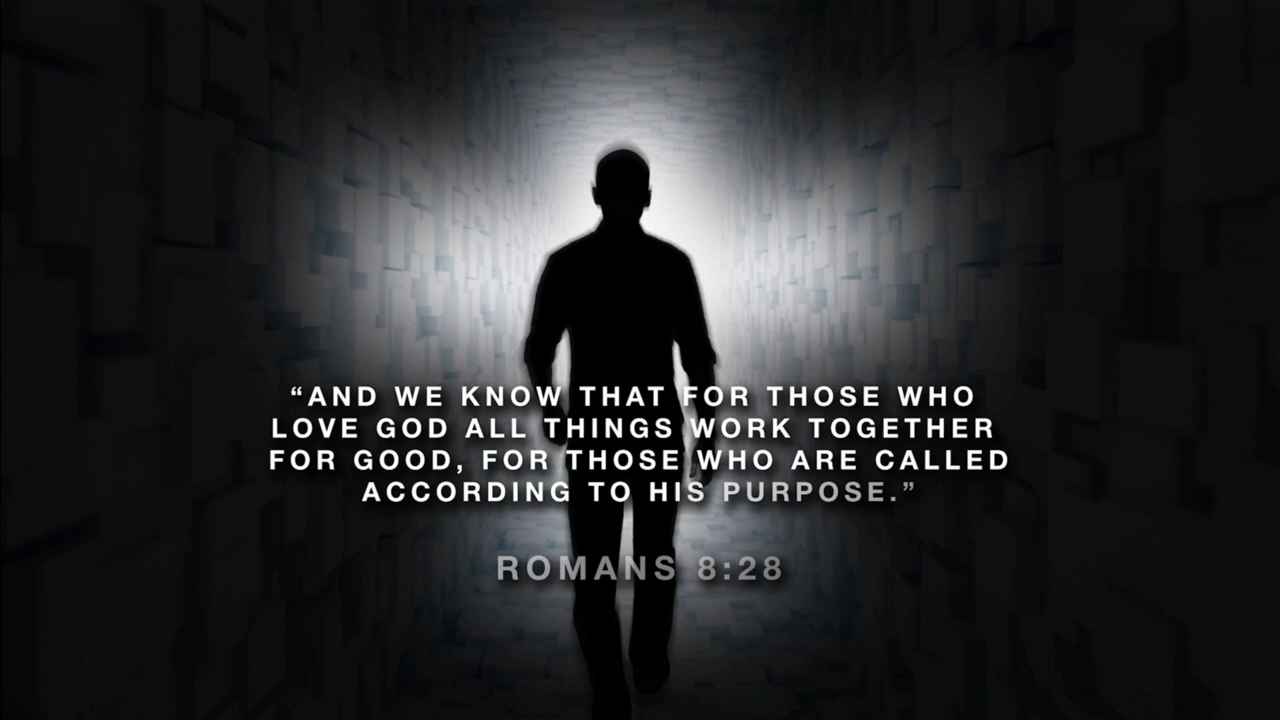 “AND WE KNOW THAT FOR THOSE WHO
LOVE GOD ALL THINGS WORK TOGETHER
FOR GOOD, FOR THOSE WHO ARE CALLED
ACCORDING TO HIS PURPOSE.”
ROMANS 8:28